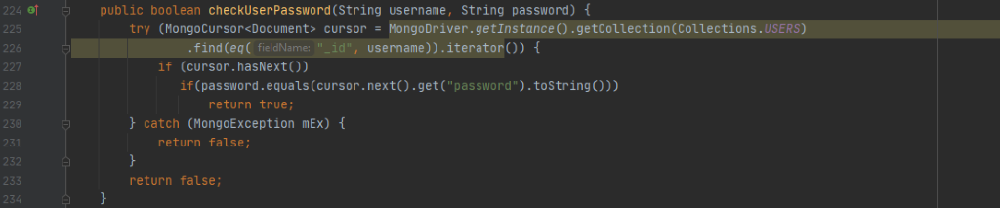 224 public boolean checkUserPassword(String username, String password) {
225 try (MongoCursor<Document> cursor = MongoDriver.getInstance().getCollection(Collections.USERS)
226 .find(eq( fieldName: "_id", username)).iterator()) {
227 if (cursor.hasNext())
228 if(password.equals(cursor.next().get("password").toString()))
229 return true;
230 } catch (MongoException mEx) {
231 return false;
232 }
233 return false;
234 }